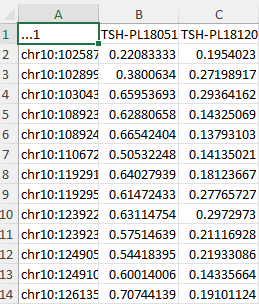 A B C
1 ...1 TSH-PL18051 TSH-PL18120
2 chr10:102587 0.22083333 0.1954023
3 chr10:102899 0.3800634 0.27198917
4 chr10:103043 0.65953693 0.29364162
5 chr10:108923 0.62880658 0.14325069
6 chr10:108924 0.66542404 0.13793103
7 chr10:110672 0.50532248 0.14135021
8 chr10:119291 0.64027939 0.18123667
9 chr10:119295 0.61472433 0.27765727
10 chr10:123922 0.63114754 0.2972973
11 chr10:123923 0.57514639 0.21116928
12 chr10:124905 0.54418395 0.21933086
13 chr10:124910 0.60014006 0.14335664
14 chr10:126135 0.70744139 0.19101124